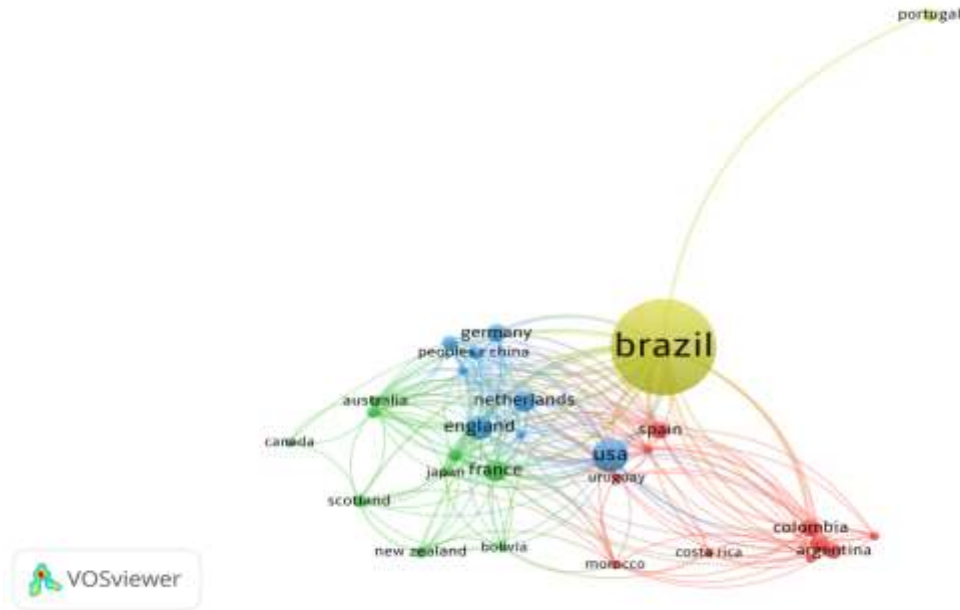 portugal
germany
brazil
peoples r china
australia
netherlands
england
spain
canada
usa
japan
france
uruguay
scotland
colombia
new zealand
bolivia
costa rica
argentina
morocco
VOSviewer